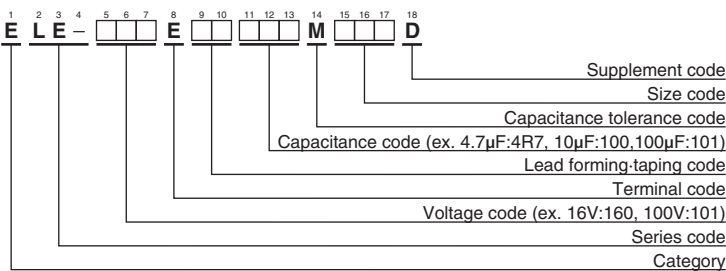 1 2 3 4 5 6 7 8 9 10 11 12 13 14 15 16 17 18
E L E – □□□ E □□ □□□ M □□□ D
Supplement code
Size code
Capacitance tolerance code
Capacitance code (ex. 4.7μF:4R7, 10μF:100,100μF:101)
Lead forming·taping code
Terminal code
Voltage code (ex. 16V:160, 100V:101)
Series code
Category